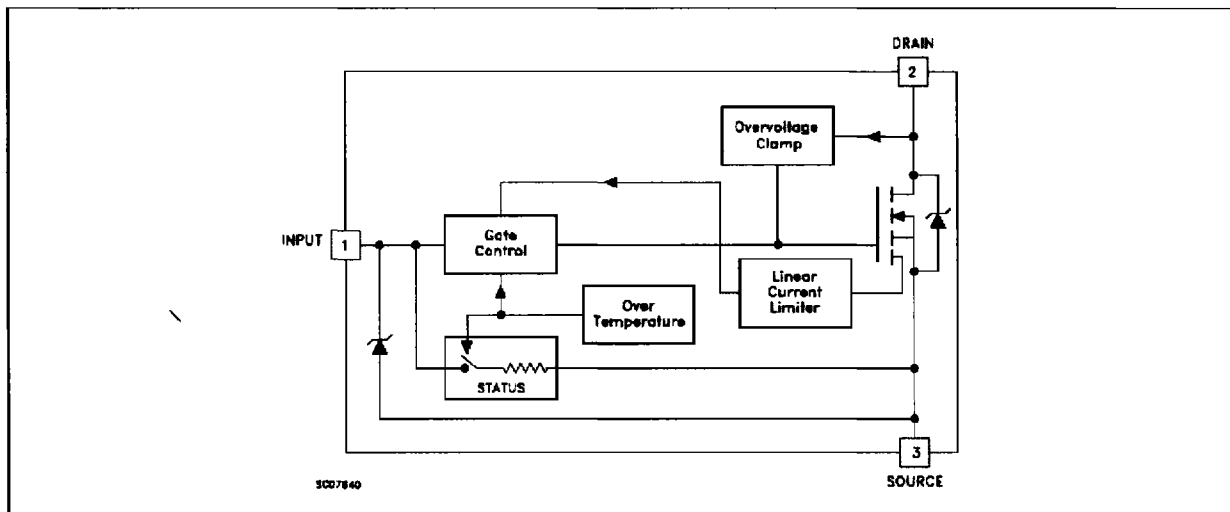 DRAIN
2
Overvoltage
Clamp
INPUT
1
Gate
Control
Linear
Current
Limiter
Over
Temperature
STATUS
3
SOURCE
SC07840